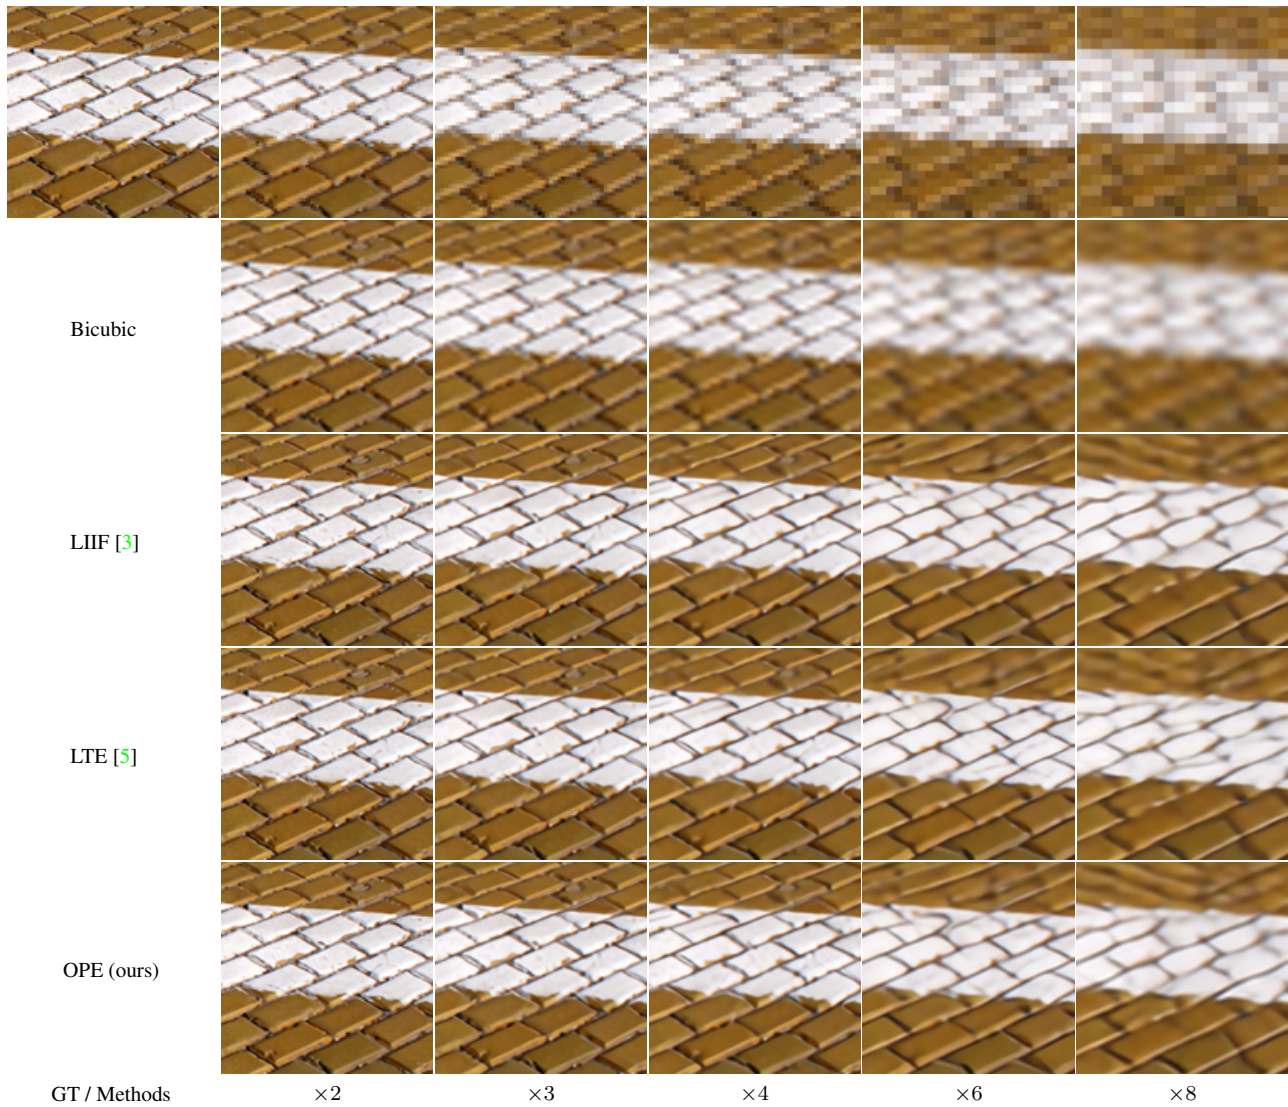 Bicubic
LIIF [3]
LTE [5]
OPE (ours)
GT / Methods ×2 ×3 ×4 ×6 ×8